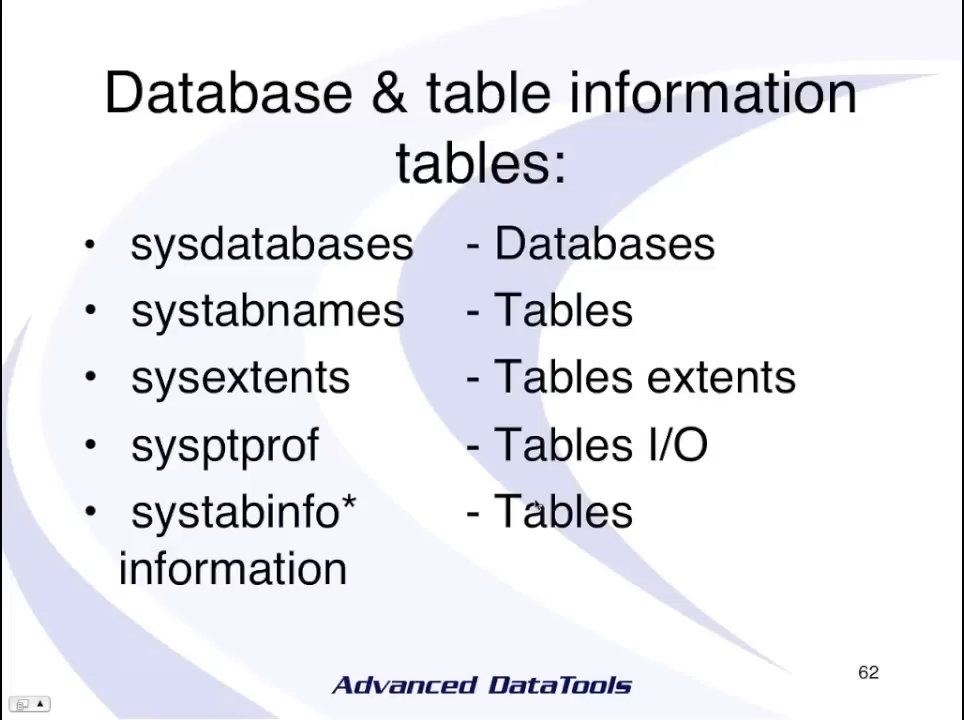 Database & table information
tables:
• sysdatabases - Databases
• systabnames - Tables
• sysextents - Tables extents
• sysptprof - Tables I/O
• systabinfo* - Tables
information
Advanced DataTools
62